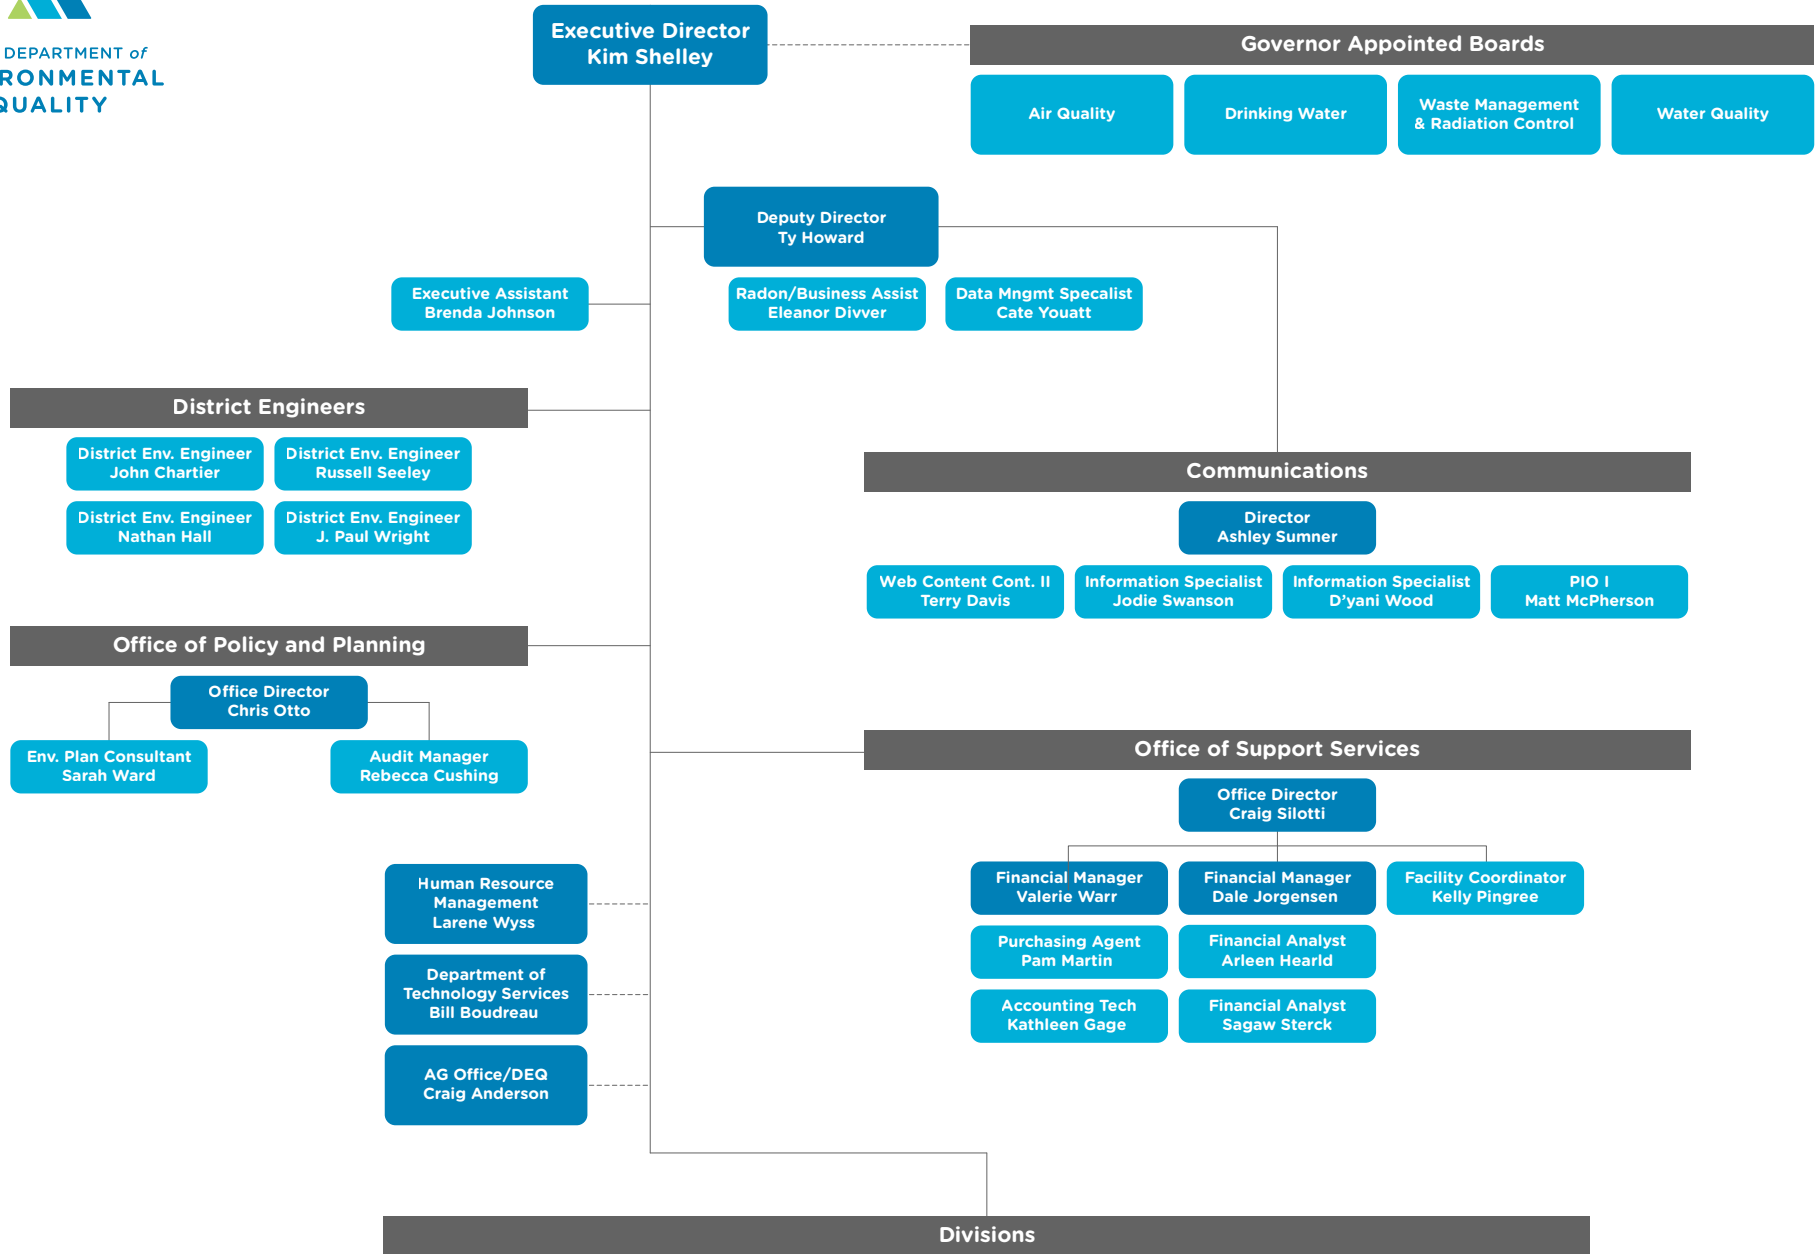 DEPARTMENT of
RONMENTAL
QUALITY
Executive Director
Kim Shelley
Governor Appointed Boards
Air Quality
Drinking Water
Waste Management
& Radiation Control
Water Quality
Deputy Director
Ty Howard
Executive Assistant
Brenda Johnson
Radon/Business Assist
Eleanor Divver
Data Mngmt Specalist
Cate Youatt
District Engineers
District Env. Engineer
John Chartier
District Env. Engineer
Russell Seeley
District Env. Engineer
Nathan Hall
District Env. Engineer
J. Paul Wright
Communications
Director
Ashley Sumner
Web Content Cont. II
Terry Davis
Information Specialist
Jodie Swanson
Information Specialist
D'yani Wood
PIO I
Matt McPherson
Office of Policy and Planning
Office Director
Chris Otto
Env. Plan Consultant
Sarah Ward
Audit Manager
Rebecca Cushing
Office of Support Services
Office Director
Craig Silotti
Financial Manager
Valerie Warr
Financial Manager
Dale Jorgensen
Facility Coordinator
Kelly Pingree
Purchasing Agent
Pam Martin
Financial Analyst
Arleen Hearld
Accounting Tech
Kathleen Gage
Financial Analyst
Sagaw Sterck
Human Resource
Management
Larene Wyss
Department of
Technology Services
Bill Boudreau
AG Office/DEQ
Craig Anderson
Divisions